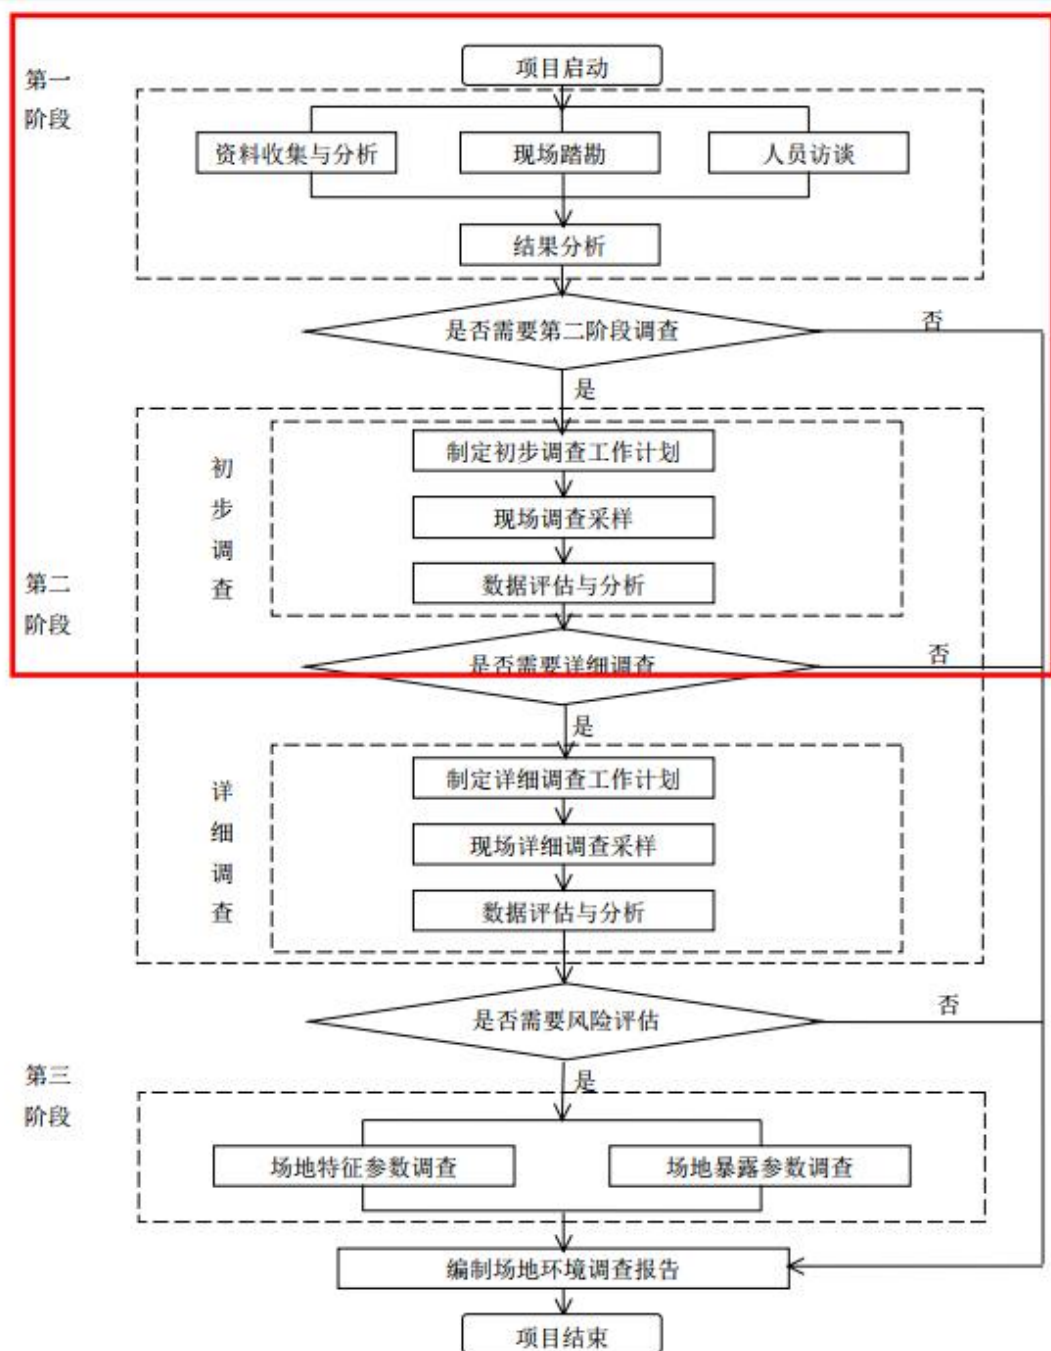 项目启动
第一
阶段
资料收集与分析
现场踏勘
人员访谈
结果分析
是否需要第二阶段调查
否
是
制定初步调查工作计划
初
步
调
查
现场调查采样
数据评估与分析
第二
阶段
是否需要详细调查
否
是
制定详细调查工作计划
详
细
调
查
现场详细调查采样
数据评估与分析
是否需要风险评估
否
是
第三
阶段
场地特征参数调查
场地暴露参数调查
编制场地环境调查报告
项目结束